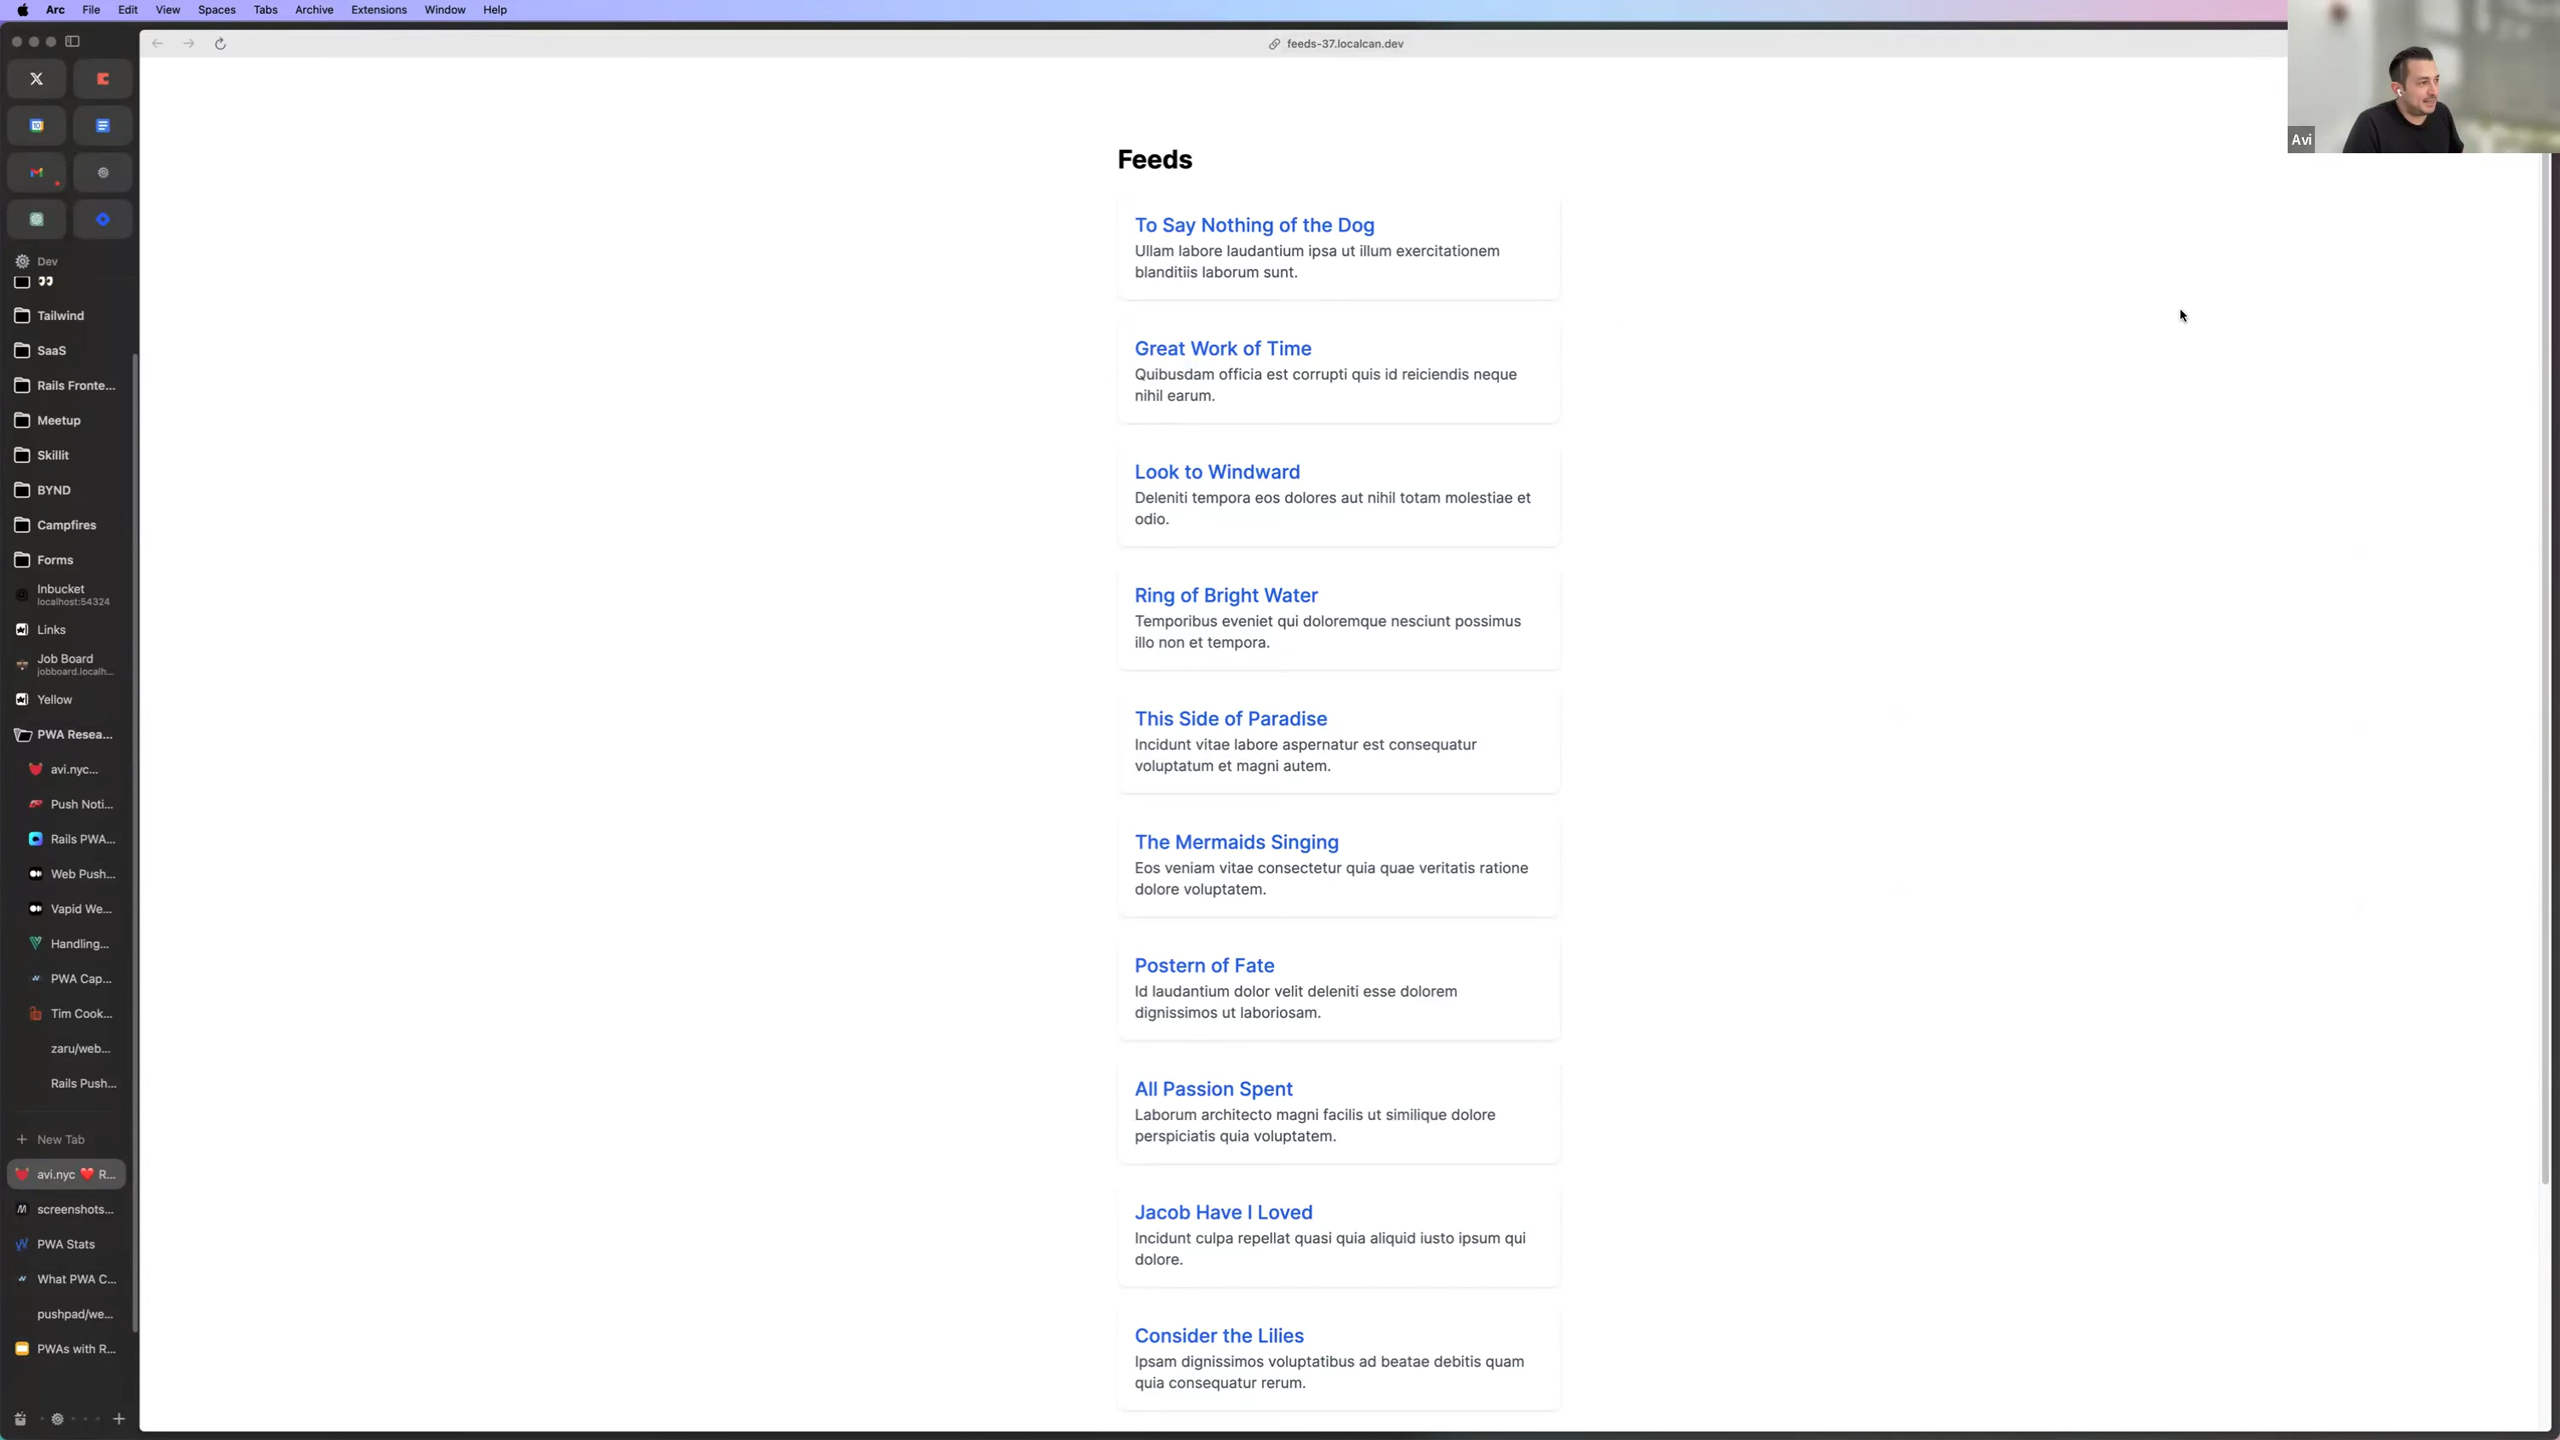 Arc File Edit View Spaces Tabs Archive Extensions Window Help
feeds-37.localcan.dev
Avi
Dev
Tailwind
SaaS
Rails Fronte...
Meetup
Skillit
BYND
Campfires
Forms
Inbucket
localhost:54324
Links
Job Board
jobboard.localh...
Yellow
PWA Resea...
avi.nyc...
Push Noti...
Rails PWA...
Web Push...
Vapid We...
Handling...
PWA Cap...
Tim Cook...
zaru/web...
Rails Push...
New Tab
avi.nyc ❤️ R...
screenshots...
PWA Stats
What PWA C...
pushpad/we...
PWAs with R...
Feeds
To Say Nothing of the Dog
Ullam labore laudantium ipsa ut illum exercitationem
blanditiis laborum sunt.
Great Work of Time
Quibusdam officia est corrupti quis id reiciendis neque
nihil earum.
Look to Windward
Deleniti tempora eos dolores aut nihil totam molestiae et
odio.
Ring of Bright Water
Temporibus eveniet qui doloremque nesciunt possimus
illo non et tempora.
This Side of Paradise
Incidunt vitae labore aspernatur est consequatur
voluptatum et magni autem.
The Mermaids Singing
Eos veniam vitae consectetur quia quae veritatis ratione
dolore voluptatem.
Postern of Fate
Id laudantium dolor velit deleniti esse dolorem
dignissimos ut laboriosam.
All Passion Spent
Laborum architecto magni facilis ut similique dolore
perspiciatis quia voluptatem.
Jacob Have I Loved
Incidunt culpa repellat quasi quia aliquid iusto ipsum qui
dolore.
Consider the Lilies
Ipsam dignissimos voluptatibus ad beatae debitis quam
quia consequatur rerum.